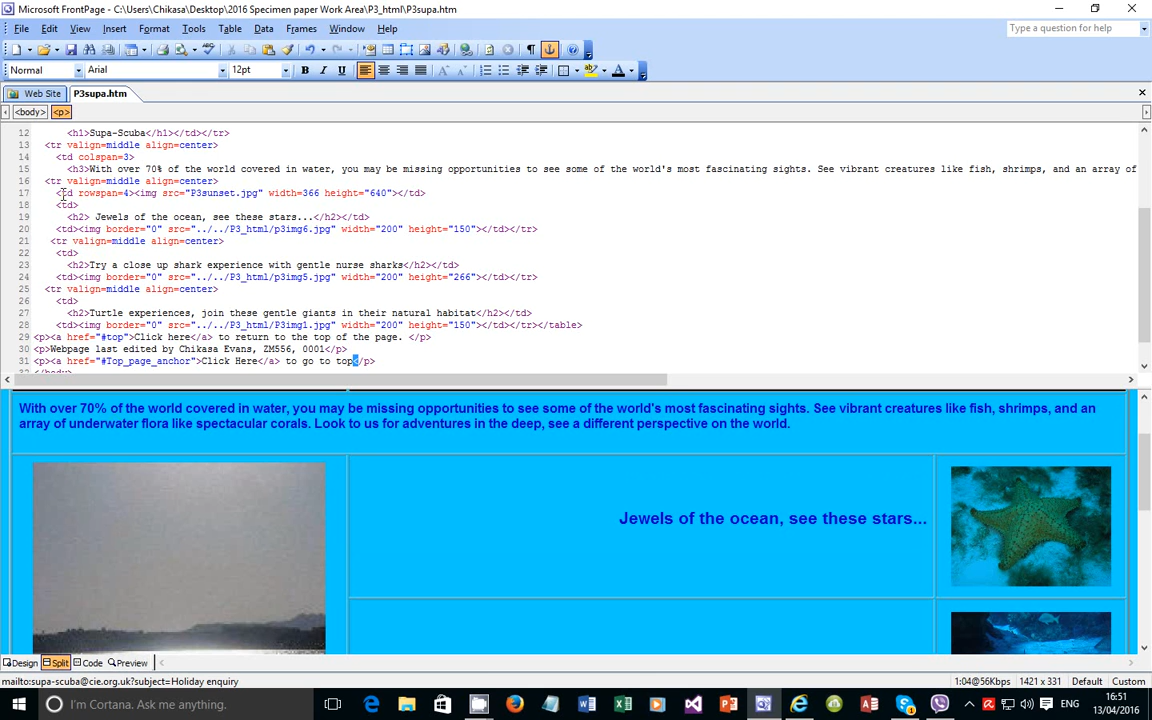 Microsoft FrontPage - C:\Users\Chikasa\Desktop\2016 Specimen paper Work Area\P3_html\P3supa.htm
File Edit View Insert Format Tools Table Data Frames Window Help
Type a question for help
Normal Arial 12pt B I U A
Web Site P3supa.htm
<body> <p>
12 <h1>Supa-Scuba</h1></td></tr>
13 <tr valign=middle align=center>
14 <td colspan=3>
15 <h3>With over 70% of the world covered in water, you may be missing opportunities to see some of the world's most fascinating sights. See vibrant creatures like fish, shrimps, and an array of
16 <tr valign=middle align=center>
17 <td rowspan=4><img src="P3sunset.jpg" width=366 height="640"></td>
18 <td>
19 <h2> Jewels of the ocean, see these stars...</h2></td>
20 <td><img border="0" src="../../P3_html/p3img6.jpg" width="200" height="150"></td></tr>
21 <tr valign=middle align=center>
22 <td>
23 <h2>Try a close up shark experience with gentle nurse sharks</h2></td>
24 <td><img border="0" src="../../P3_html/p3img5.jpg" width="200" height="266"></td></tr>
25 <tr valign=middle align=center>
26 <td>
27 <h2>Turtle experiences, join these gentle giants in their natural habitat</h2></td>
28 <td><img border="0" src="../../P3_html/P3img1.jpg" width="200" height="150"></td></tr></table>
29 <p><a href="#top">Click here</a> to return to the top of the page. </p>
30 <p>Webpage last edited by Chikasa Evans, ZM556, 0001</p>
31 <p><a href="#Top_page_anchor">Click Here</a> to go to top</p>
With over 70% of the world covered in water, you may be missing opportunities to see some of the world's most fascinating sights. See vibrant creatures like fish, shrimps, and an
array of underwater flora like spectacular corals. Look to us for adventures in the deep, see a different perspective on the world.
Jewels of the ocean, see these stars...
Design Split Code Preview
mailto:supa-scuba@cie.org.uk?subject=Holiday enquiry 1:04@56Kbps 1421 x 331 Default Custom
I'm Cortana. Ask me anything. ENG 16:51
13/04/2016